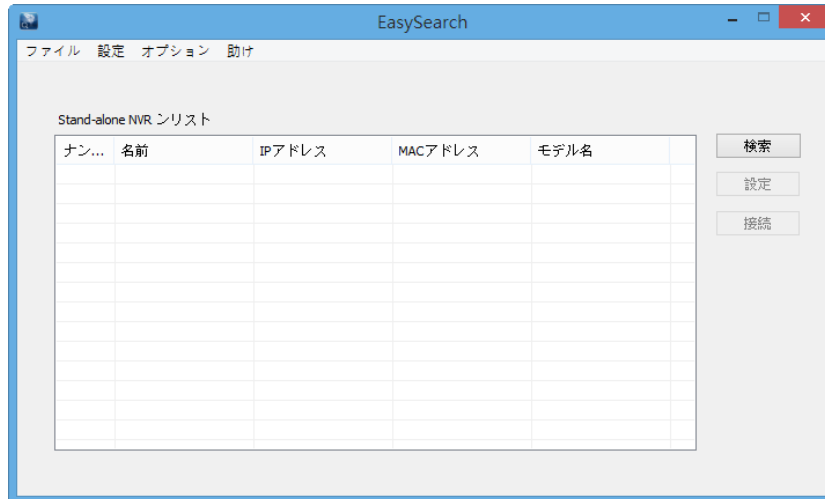 EasySearch
ファイル 設定 オプション 助け
Stand-alone NVR ンリスト
ナン... 名前 IPアドレス MACアドレス モデル名
検索
設定
接続